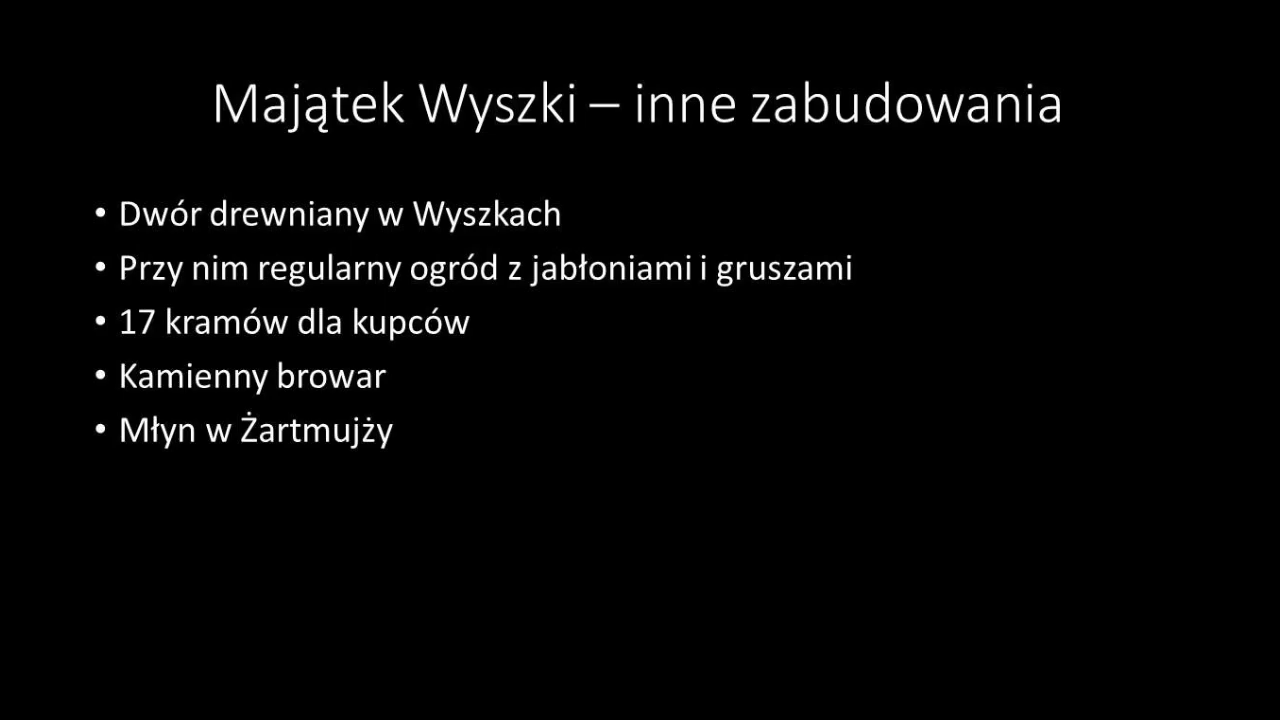 Majątek Wyszki – inne zabudowania
• Dwór drewniany w Wyszkach
• Przy nim regularny ogród z jabłoniami i gruszami
• 17 kramów dla kupców
• Kamienny browar
• Młyn w Żartmujży